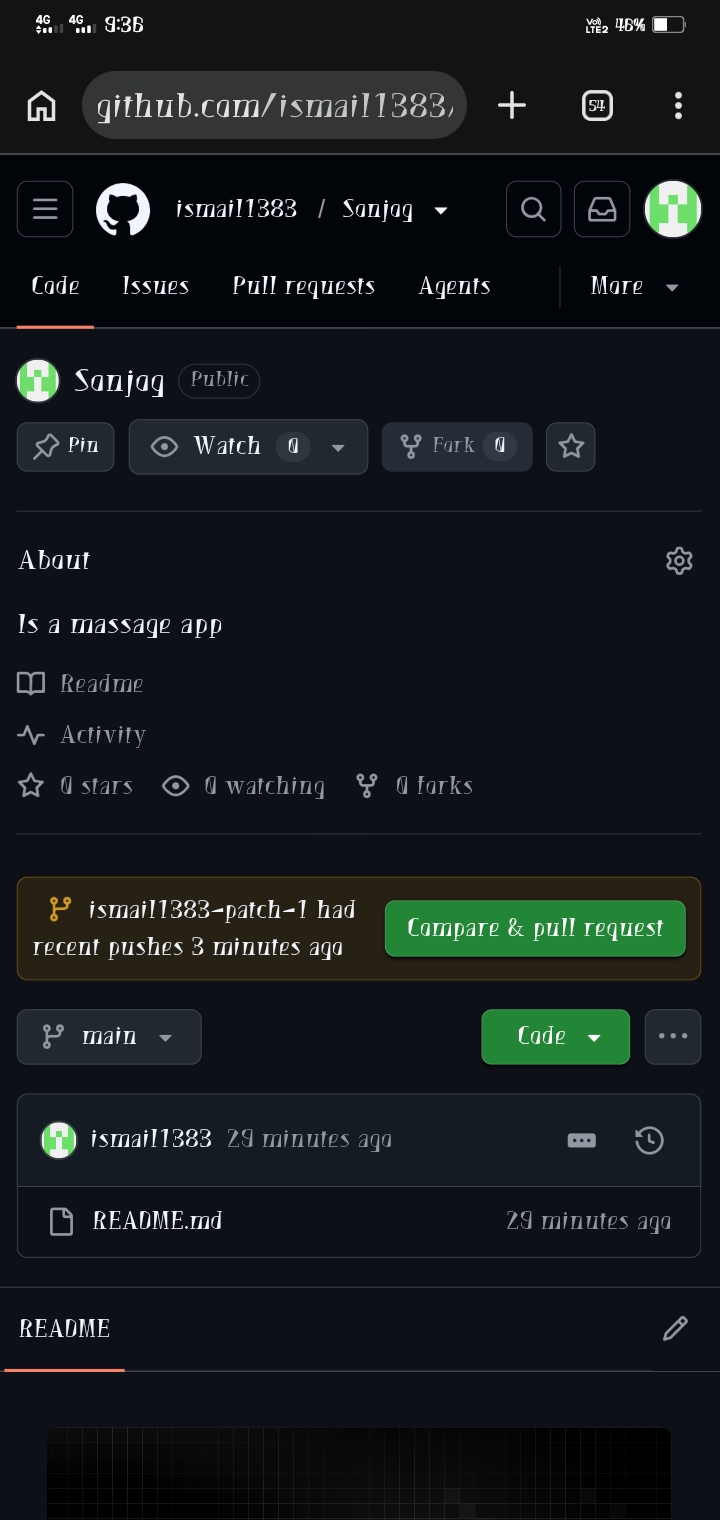 4G 4G 9:36 Vo) LTE2 46%
github.com/ismail1383/
54
ismail1383 / Sanjaq
Code Issues Pull requests Agents More
Sanjaq Public
Pin Watch 0 Fork 0
About
Is a massage app
Readme
Activity
0 stars 0 watching 0 forks
ismail1383-patch-1 had
recent pushes 3 minutes ago
Compare & pull request
main Code
ismail1383 29 minutes ago
README.md 29 minutes ago
README